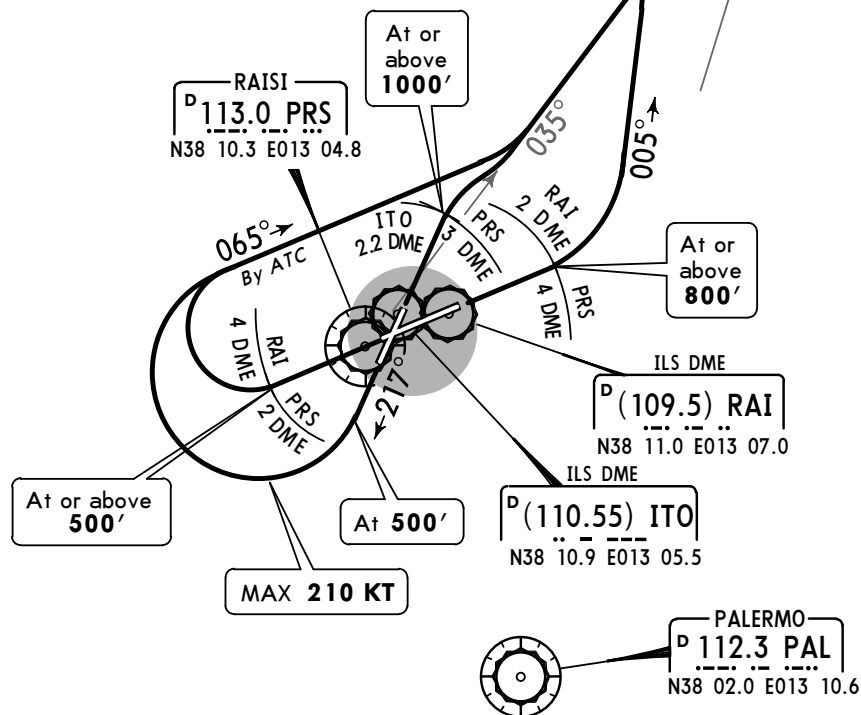 At or
above
1000′
RAISI
D 113.0 PRS
N38 10.3 E013 04.8
035°
005°
065°
By ATC
ITO
2.2 DME
PRS
3 DME
RAI
2 DME
PRS
4 DME
At or
above
800′
RAI
4 DME
PRS
2 DME
217°
ILS DME
D (109.5) RAI
N38 11.0 E013 07.0
At or above
500′
At 500′
ILS DME
D (110.55) ITO
N38 10.9 E013 05.5
MAX 210 KT
PALERMO
D 112.3 PAL
N38 02.0 E013 10.6